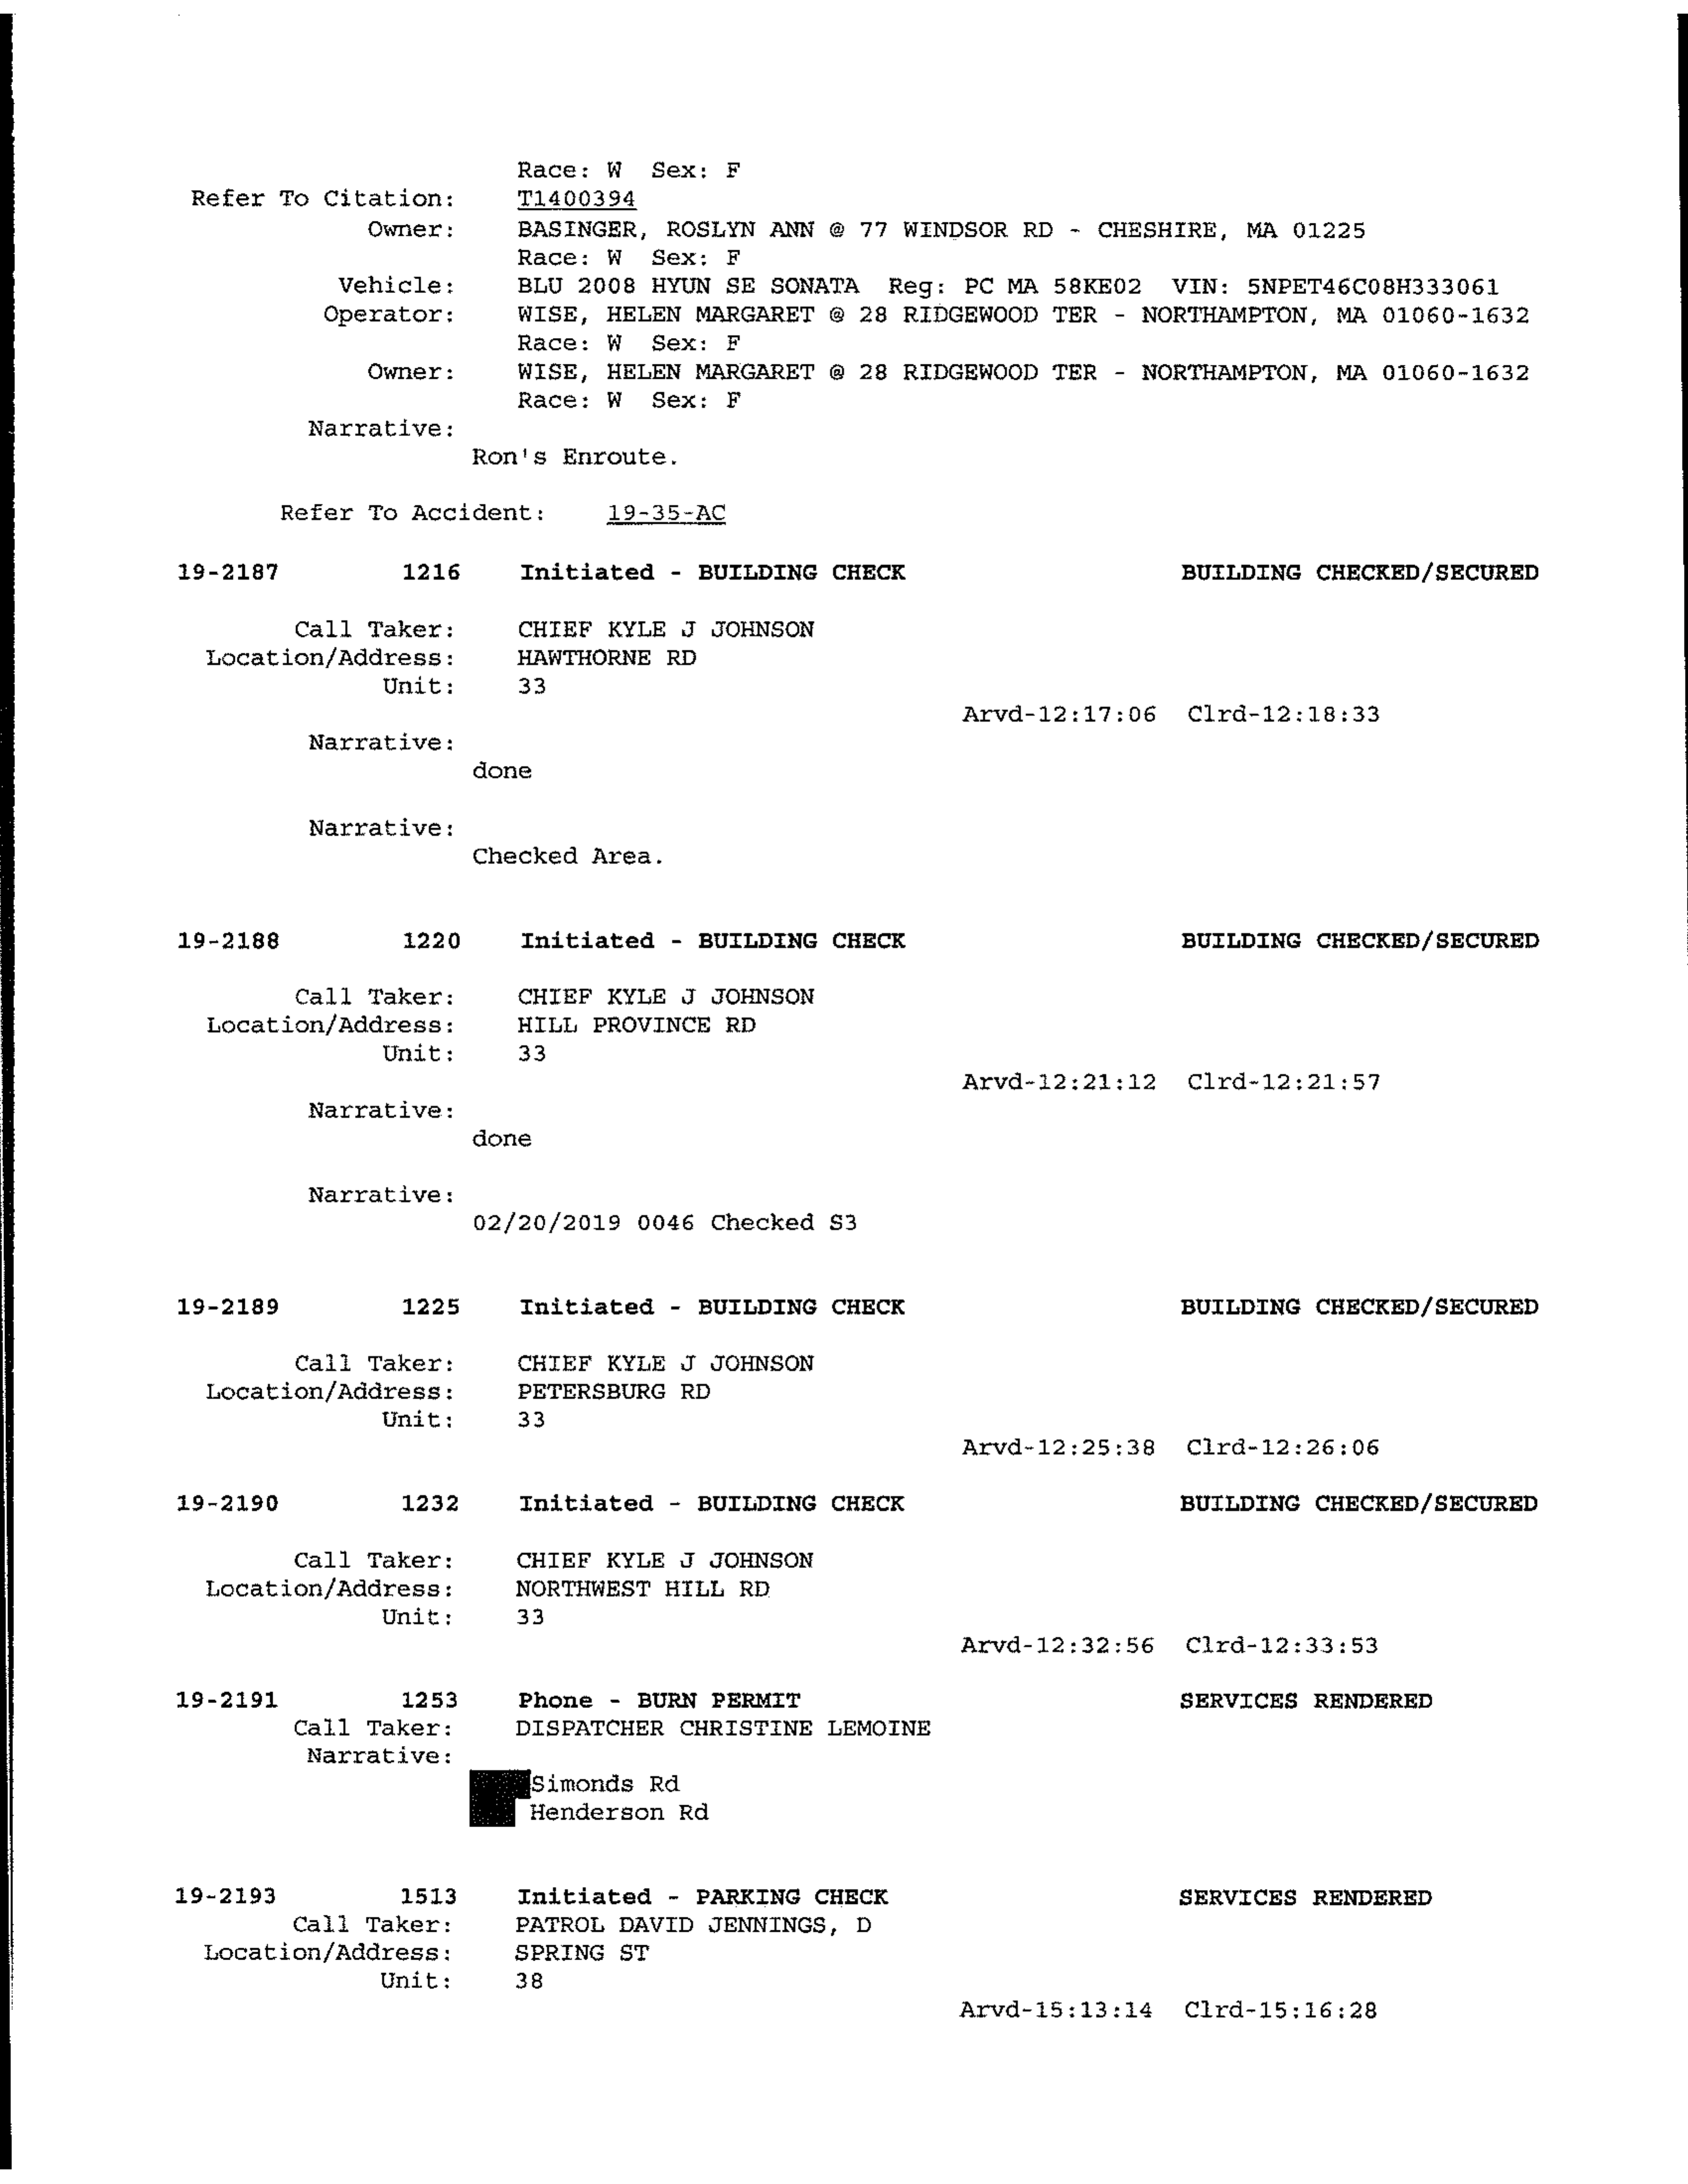 Race: W Sex: F
Refer To Citation: T1400394
Owner: BASINGER, ROSLYN ANN @ 77 WINDSOR RD - CHESHIRE, MA 01225
Race: W Sex: F
Vehicle: BLU 2008 HYUN SE SONATA Reg: PC MA 58KE02 VIN: 5NPET46C08H333061
Operator: WISE, HELEN MARGARET @ 28 RIDGEWOOD TER - NORTHAMPTON, MA 01060-1632
Race: W Sex: F
Owner: WISE, HELEN MARGARET @ 28 RIDGEWOOD TER - NORTHAMPTON, MA 01060-1632
Race: W Sex: F
Narrative:
Ron's Enroute.
Refer To Accident: 19-35-AC
19-2187 1216 Initiated - BUILDING CHECK BUILDING CHECKED/SECURED
Call Taker: CHIEF KYLE J JOHNSON
Location/Address: HAWTHORNE RD
Unit: 33
Arvd-12:17:06 Clrd-12:18:33
Narrative:
done
Narrative:
Checked Area.
19-2188 1220 Initiated - BUILDING CHECK BUILDING CHECKED/SECURED
Call Taker: CHIEF KYLE J JOHNSON
Location/Address: HILL PROVINCE RD
Unit: 33
Arvd-12:21:12 Clrd-12:21:57
Narrative:
done
Narrative:
02/20/2019 0046 Checked S3
19-2189 1225 Initiated - BUILDING CHECK BUILDING CHECKED/SECURED
Call Taker: CHIEF KYLE J JOHNSON
Location/Address: PETERSBURG RD
Unit: 33
Arvd-12:25:38 Clrd-12:26:06
19-2190 1232 Initiated - BUILDING CHECK BUILDING CHECKED/SECURED
Call Taker: CHIEF KYLE J JOHNSON
Location/Address: NORTHWEST HILL RD
Unit: 33
Arvd-12:32:56 Clrd-12:33:53
19-2191 1253 Phone - BURN PERMIT SERVICES RENDERED
Call Taker: DISPATCHER CHRISTINE LEMOINE
Narrative:
Simonds Rd
Henderson Rd
19-2193 1513 Initiated - PARKING CHECK SERVICES RENDERED
Call Taker: PATROL DAVID JENNINGS, D
Location/Address: SPRING ST
Unit: 38
Arvd-15:13:14 Clrd-15:16:28